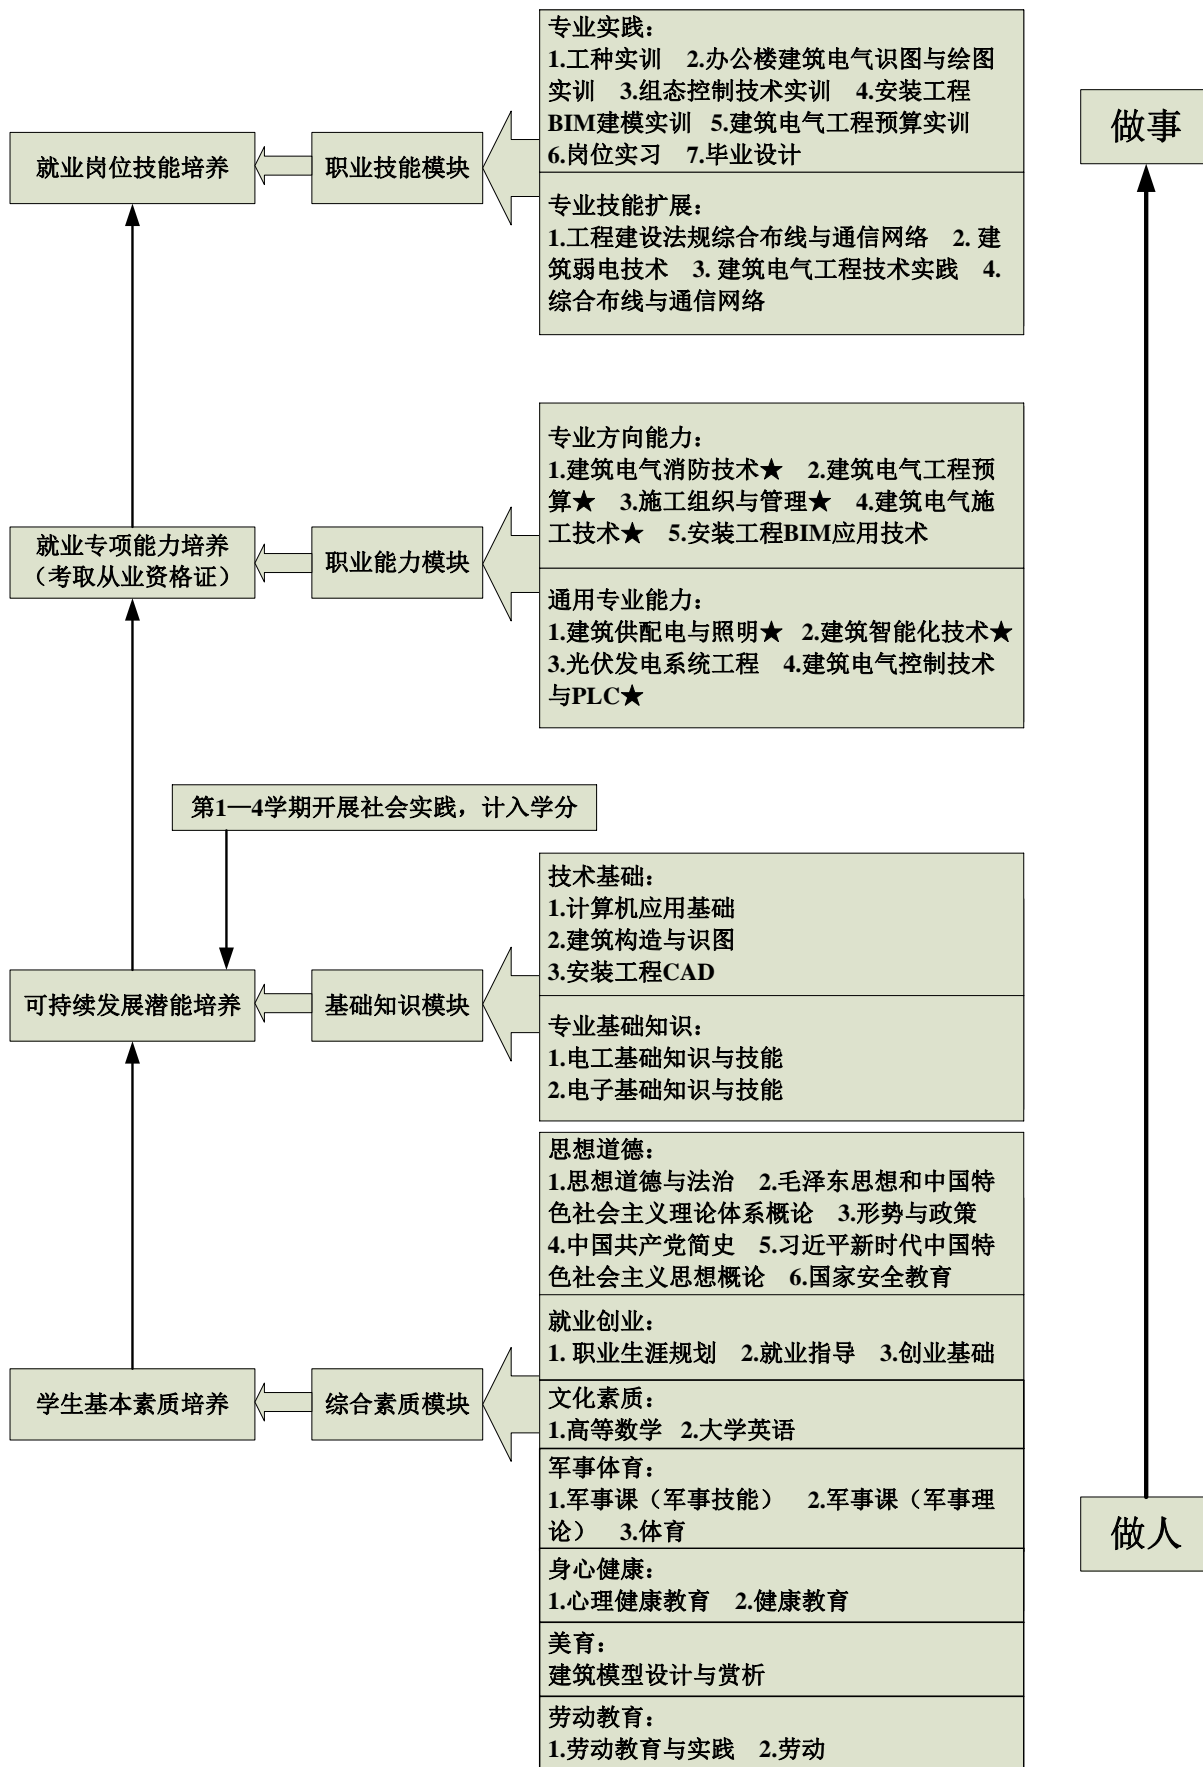 专业实践：
1.工种实训 2.办公楼建筑电气识图与绘图
实训 3.组态控制技术实训 4.安装工程
BIM建模实训 5.建筑电气工程预算实训
6.岗位实习 7.毕业设计
做事
就业岗位技能培养
职业技能模块
专业技能扩展：
1.工程建设法规综合布线与通信网络 2. 建
筑弱电技术 3. 建筑电气工程技术实践 4.
综合布线与通信网络
专业方向能力：
1.建筑电气消防技术★ 2.建筑电气工程预
算★ 3.施工组织与管理★ 4.建筑电气施
工技术★ 5.安装工程BIM应用技术
就业专项能力培养
（考取从业资格证）
职业能力模块
通用专业能力：
1.建筑供配电与照明★ 2.建筑智能化技术★
3.光伏发电系统工程 4.建筑电气控制技术
与PLC★
第1—4学期开展社会实践，计入学分
技术基础：
1.计算机应用基础
2.建筑构造与识图
3.安装工程CAD
可持续发展潜能培养
基础知识模块
专业基础知识：
1.电工基础知识与技能
2.电子基础知识与技能
思想道德：
1.思想道德与法治 2.毛泽东思想和中国特
色社会主义理论体系概论 3.形势与政策
4.中国共产党简史 5.习近平新时代中国特
色社会主义思想概论 6.国家安全教育
就业创业：
1. 职业生涯规划 2.就业指导 3.创业基础
学生基本素质培养
综合素质模块
文化素质：
1.高等数学 2.大学英语
军事体育：
1.军事课（军事技能） 2.军事课（军事理
论） 3.体育
做人
身心健康：
1.心理健康教育 2.健康教育
美育：
建筑模型设计与赏析
劳动教育：
1.劳动教育与实践 2.劳动